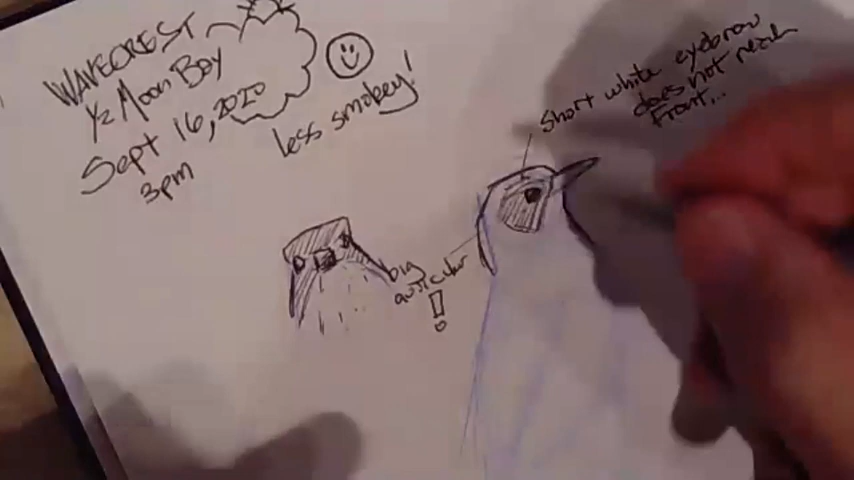 WAVECREST
½ Moon Bay
Sept 16, 2020
3pm
less smokey!
short white eyebrow
does not reach
front...
big
auricular
!